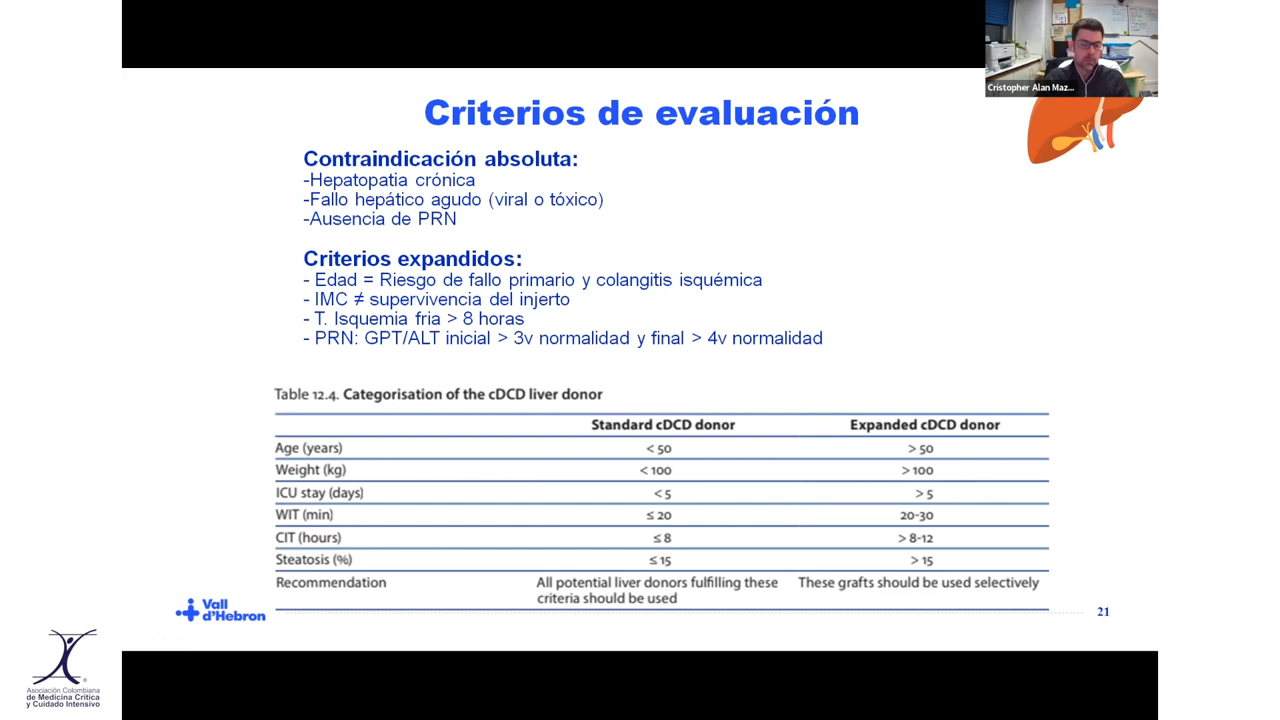 Cristopher Alan Maz...
Criterios de evaluación
Contraindicación absoluta:
-Hepatopatia crónica
-Fallo hepático agudo (viral o tóxico)
-Ausencia de PRN
Criterios expandidos:
- Edad = Riesgo de fallo primario y colangitis isquémica
- IMC ≠ supervivencia del injerto
- T. Isquemia fria > 8 horas
- PRN: GPT/ALT inicial > 3v normalidad y final > 4v normalidad
Table 12.4. Categorisation of the cDCD liver donor
Standard cDCD donor Expanded cDCD donor
Age (years) < 50 > 50
Weight (kg) < 100 > 100
ICU stay (days) < 5 > 5
WIT (min) ≤ 20 20-30
CIT (hours) ≤ 8 > 8-12
Steatosis (%) ≤ 15 > 15
Recommendation All potential liver donors fulfilling these These grafts should be used selectively
criteria should be used
Vall
d'Hebron
21
Asociación Colombiana
de Medicina Crítica
y Cuidado Intensivo